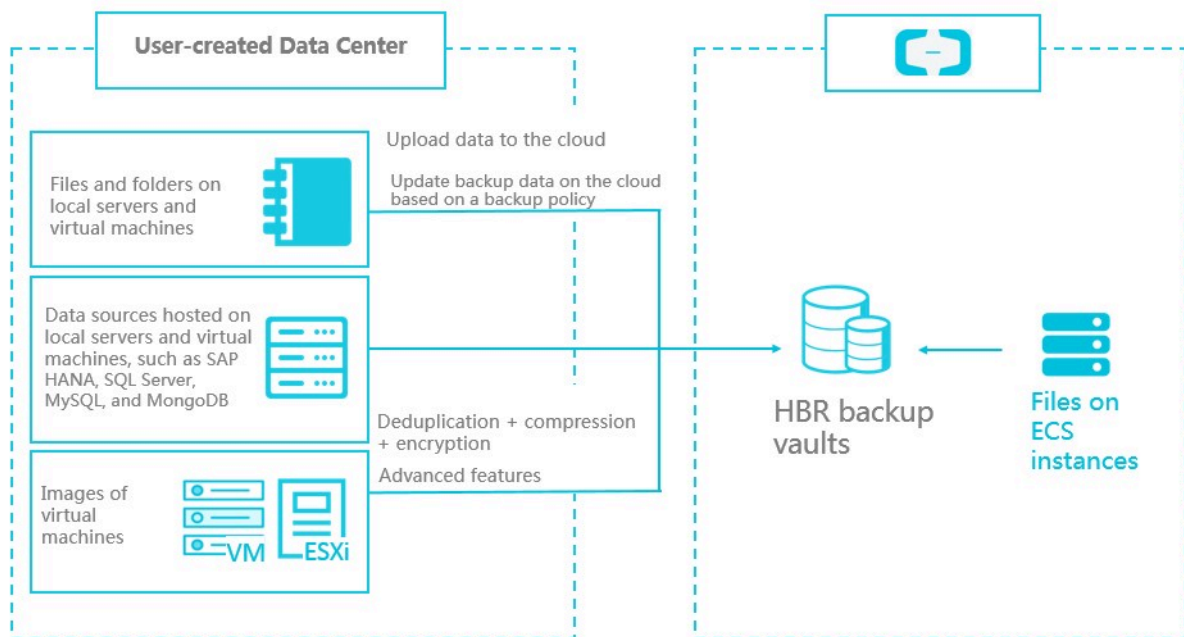 User-created Data Center
Upload data to the cloud
Files and folders on
local servers and
virtual machines
Update backup data on the cloud
based on a backup policy
Data sources hosted on
local servers and virtual
machines, such as SAP
HANA, SQL Server,
MySQL, and MongoDB
Deduplication + compression
+ encryption
Advanced features
Images of
virtual
machines
VM
ESXi
HBR backup
vaults
Files on
ECS
instances